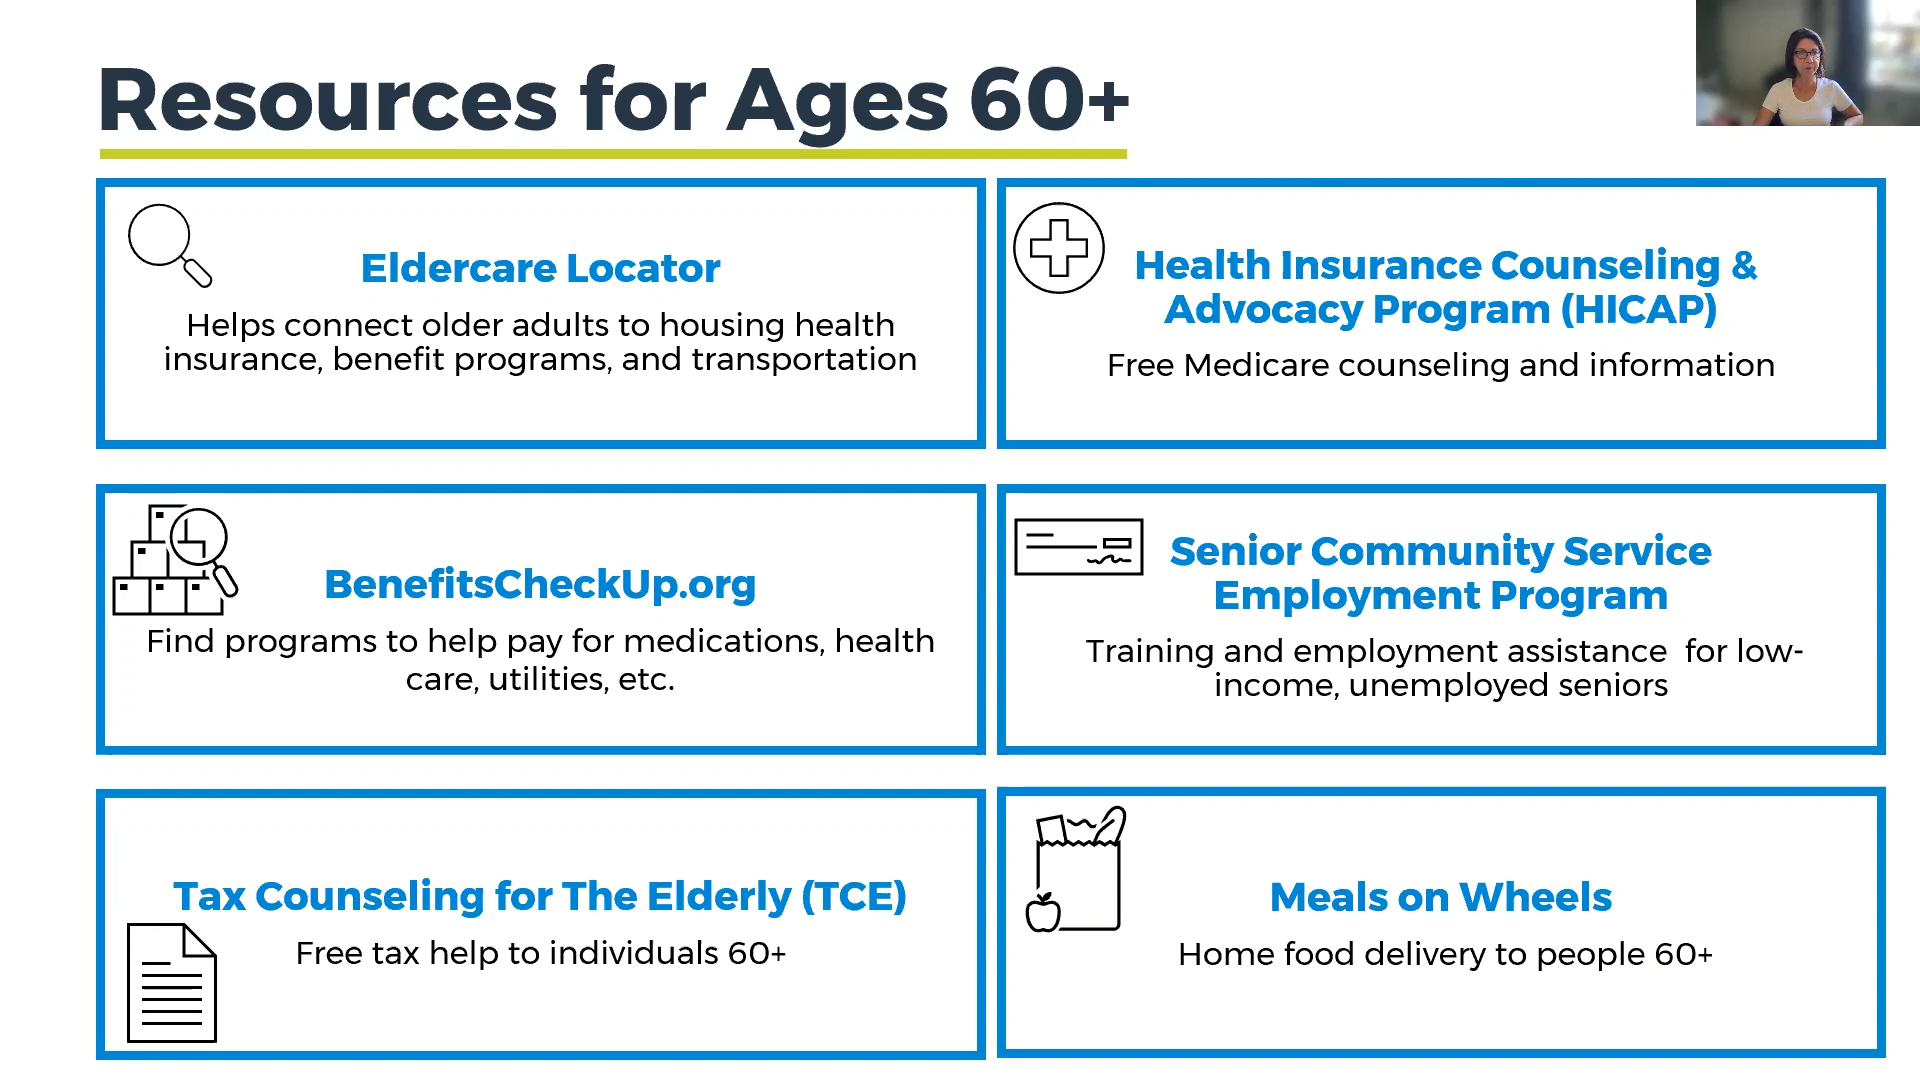 Resources for Ages 60+
Eldercare Locator
Helps connect older adults to housing health
insurance, benefit programs, and transportation
Health Insurance Counseling &
Advocacy Program (HICAP)
Free Medicare counseling and information
BenefitsCheckUp.org
Find programs to help pay for medications, health
care, utilities, etc.
Senior Community Service
Employment Program
Training and employment assistance  for low-
income, unemployed seniors
Tax Counseling for The Elderly (TCE)
Free tax help to individuals 60+
Meals on Wheels
Home food delivery to people 60+